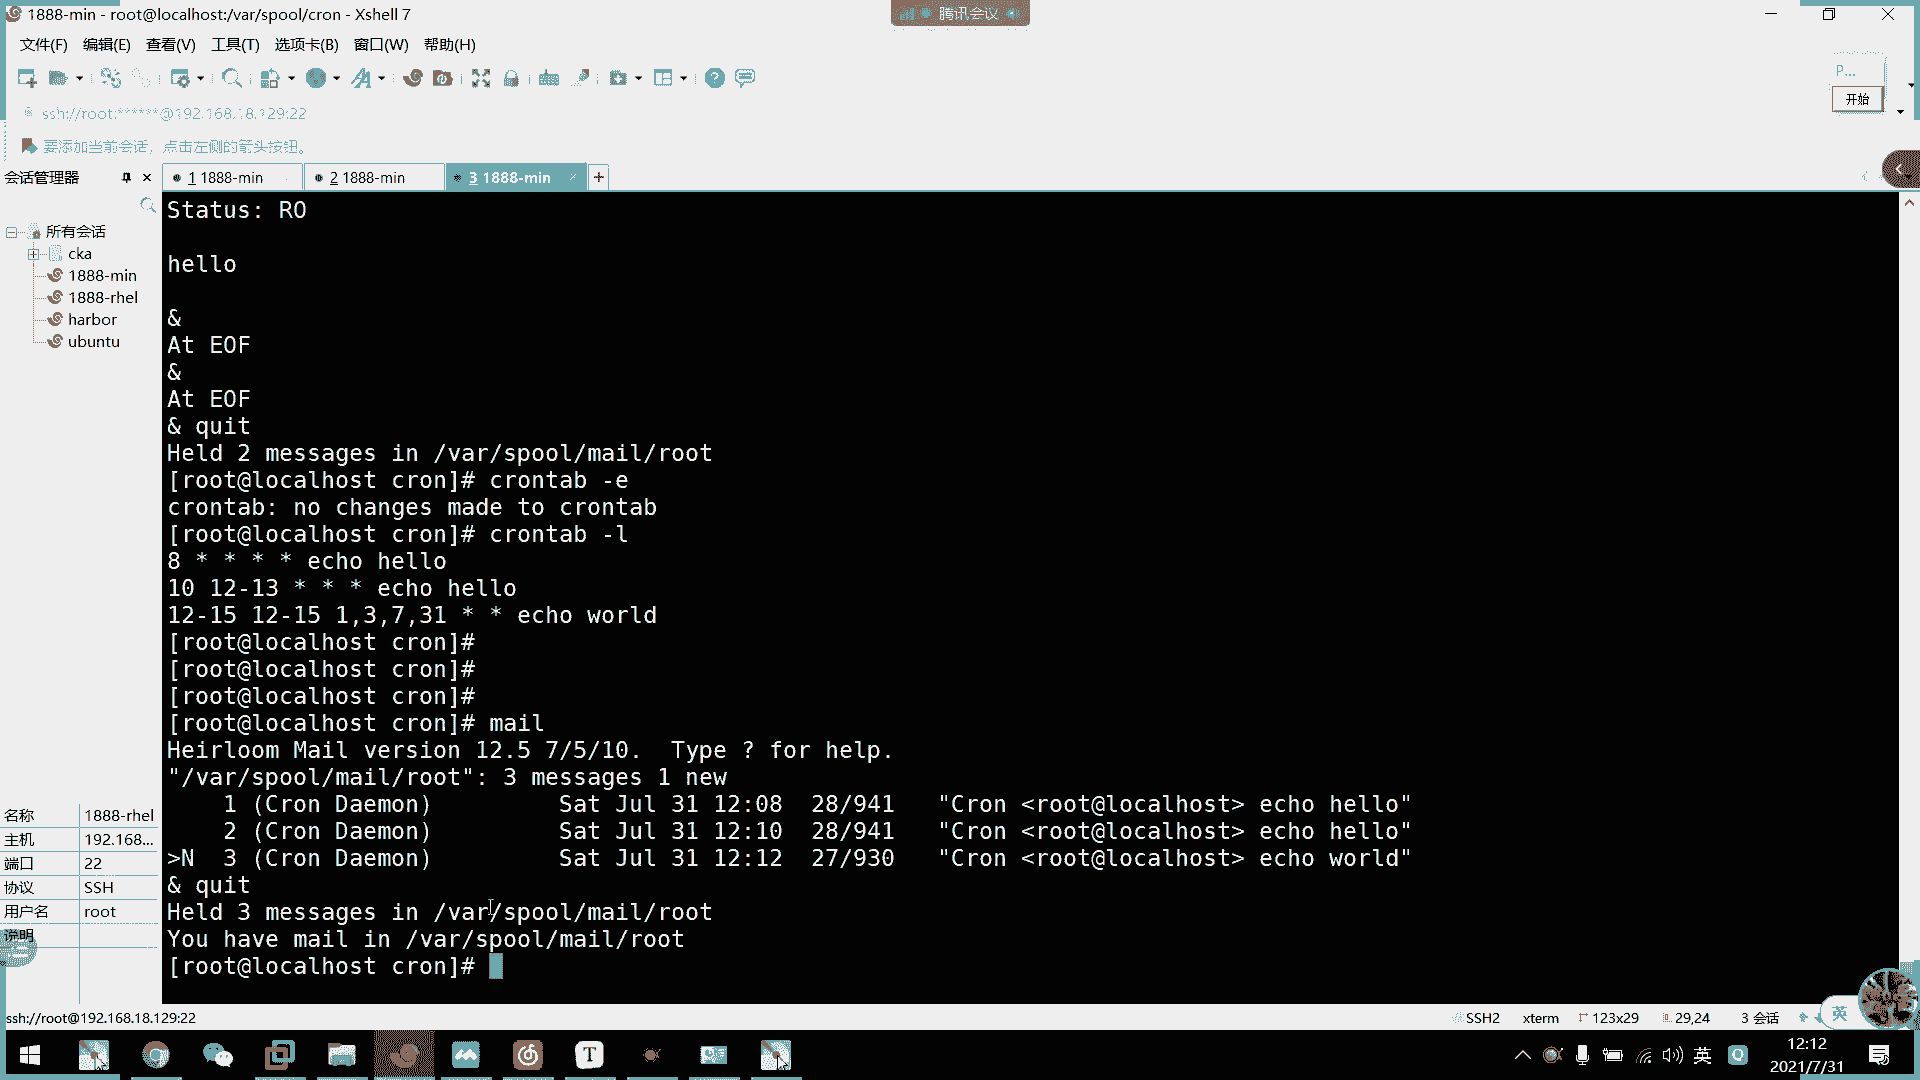 1888-min - root@localhost:/var/spool/cron - Xshell 7
腾讯会议
文件(F) 编辑(E) 查看(V) 工具(T) 选项卡(B) 窗口(W) 帮助(H)
P...
开始
ssh://root:******@192.168.18.129:22
要添加当前会话，点击左侧的箭头按钮。
会话管理器
1 1888-min
2 1888-min
3 1888-min
所有会话
cka
1888-min
1888-rhel
harbor
ubuntu
Status: RO
hello
&
At EOF
&
At EOF
& quit
Held 2 messages in /var/spool/mail/root
[root@localhost cron]# crontab -e
crontab: no changes made to crontab
[root@localhost cron]# crontab -l
8 * * * * echo hello
10 12-13 * * * echo hello
12-15 12-15 1,3,7,31 * * echo world
[root@localhost cron]#
[root@localhost cron]#
[root@localhost cron]#
[root@localhost cron]# mail
Heirloom Mail version 12.5 7/5/10.  Type ? for help.
"/var/spool/mail/root": 3 messages 1 new
1 (Cron Daemon) Sat Jul 31 12:08 28/941 "Cron <root@localhost> echo hello"
2 (Cron Daemon) Sat Jul 31 12:10 28/941 "Cron <root@localhost> echo hello"
>N 3 (Cron Daemon) Sat Jul 31 12:12 27/930 "Cron <root@localhost> echo world"
& quit
Held 3 messages in /var/spool/mail/root
You have mail in /var/spool/mail/root
[root@localhost cron]#
名称 1888-rhel
主机 192.168...
端口 22
协议 SSH
用户名 root
说明
ssh://root@192.168.18.129:22
SSH2 xterm 123x29 29,24 3 会话
英
英
12:12
2021/7/31